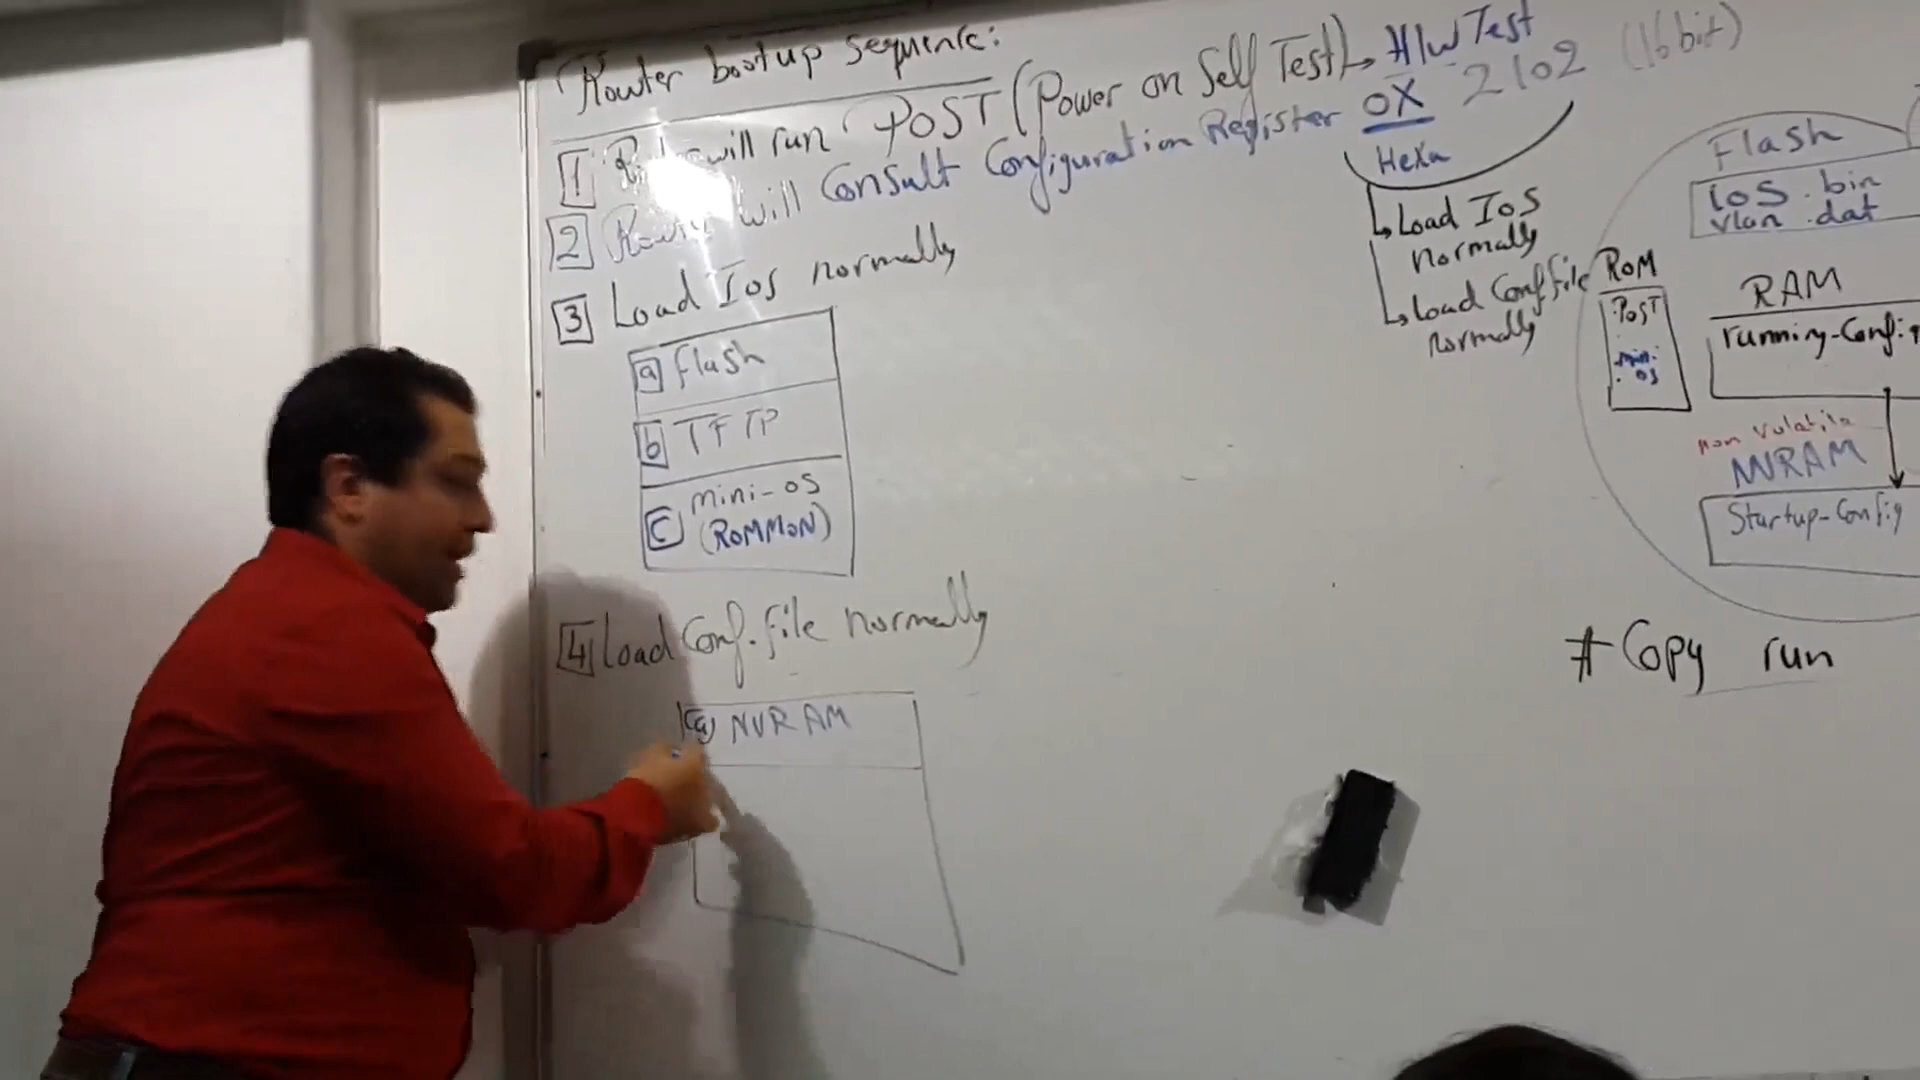 Router bootup sequence:
1 Router will run POST (Power on Self Test) → H/W Test
2 Router will Consult Configuration Register 0X 2102 (16 bit)
Hexa
Load IOS
normally
Load Conf file
normally
3 Load IOS normally
a flash
b TFTP
c mini-os
(ROMMON)
4 Load Conf. file normally
a NVRAM
Flash
IOS .bin
vlan .dat
ROM
POST
mini
os
RAM
running-Config
non volatile
NVRAM
Startup-Config
# Copy run